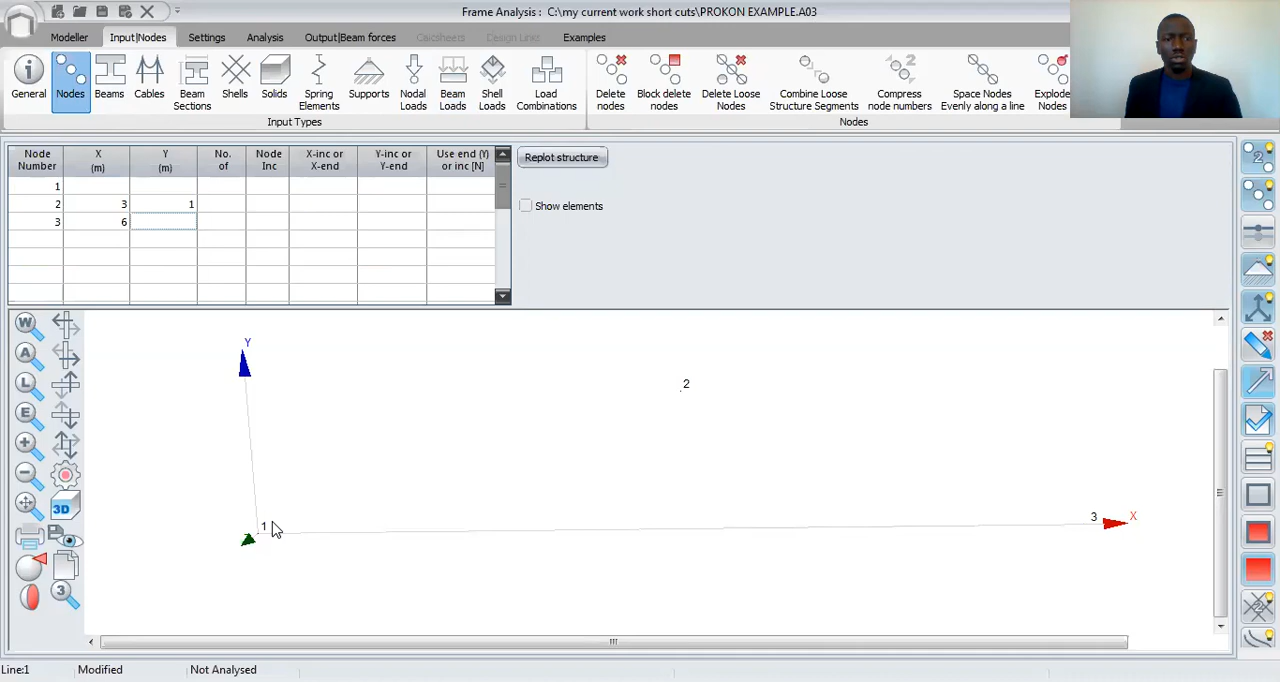 Frame Analysis : C:\my current work short cuts\PROKON EXAMPLE.A03
Modeller Input|Nodes Settings Analysis Output|Beam forces Calcsheets Design Links Examples
General Nodes Beams Cables Beam Sections Shells Solids Spring Elements Supports Nodal Loads Beam Loads Shell Loads Load Combinations Delete nodes Block delete nodes Delete Loose Nodes Combine Loose Structure Segments Compress node numbers Space Nodes Evenly along a line Explode Nodes
Input Types Nodes
Node Number X (m) Y (m) No. of Node Inc X-inc or X-end Y-inc or Y-end Use end (Y) or inc [N]
Replot structure
1
2 3 1
Show elements
3 6
W
A
L
E
3D
3
Y
2
1
3 X
2
2
Line:1 Modified Not Analysed